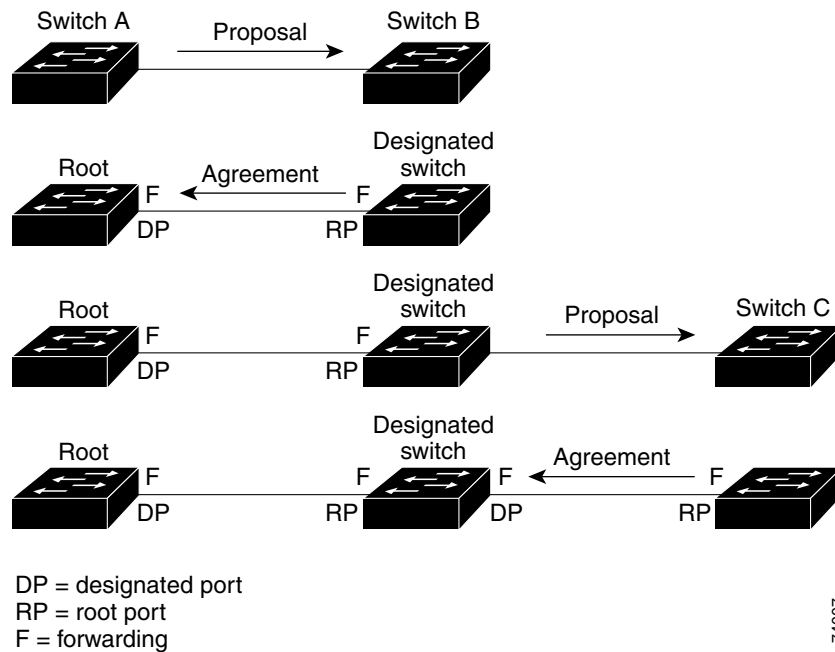 Switch A
Proposal
Switch B
Root
F
Agreement
F
Designated
switch
DP
RP
Root
F
F
Designated
switch
Proposal
Switch C
DP
RP
Root
F
F
Designated
switch
F
Agreement
F
DP
RP
DP
RP
DP = designated port
RP = root port
F = forwarding